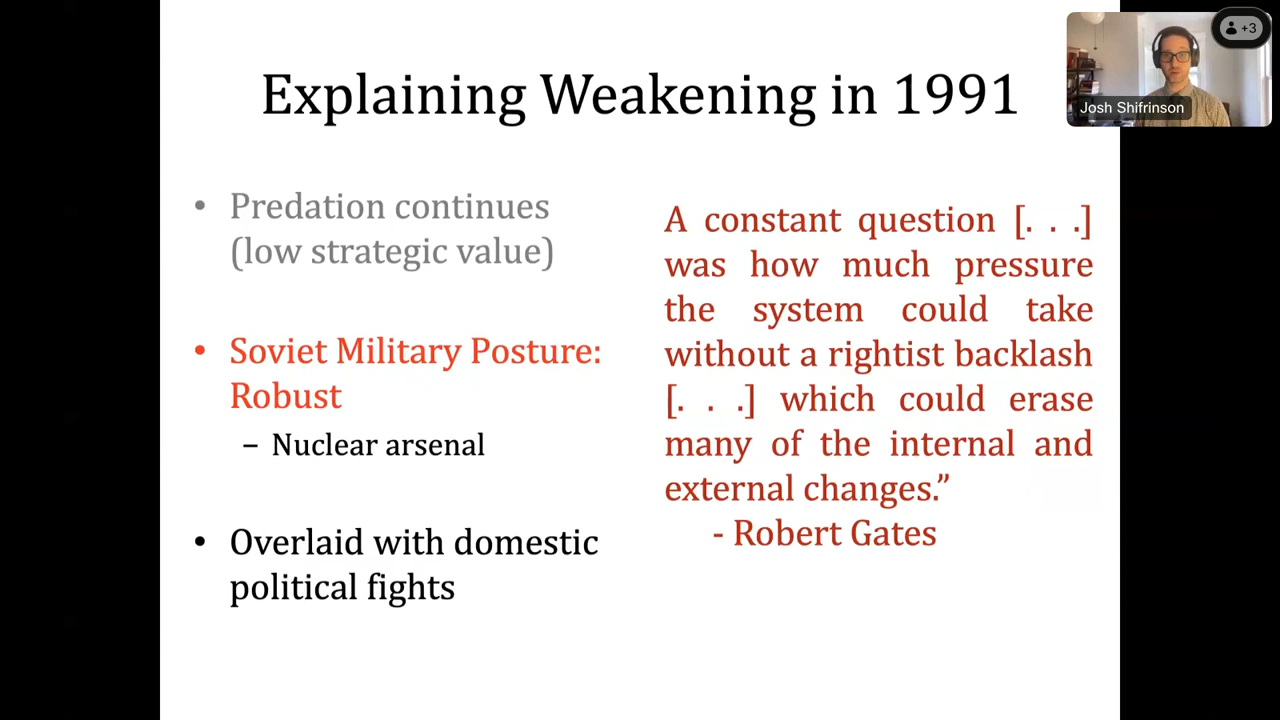 Explaining Weakening in 1991
+3
Josh Shifrinson
• Predation continues
(low strategic value)
• Soviet Military Posture:
Robust
– Nuclear arsenal
• Overlaid with domestic
political fights
A constant question [. . .]
was how much pressure
the system could take
without a rightist backlash
[. . .] which could erase
many of the internal and
external changes.”
- Robert Gates